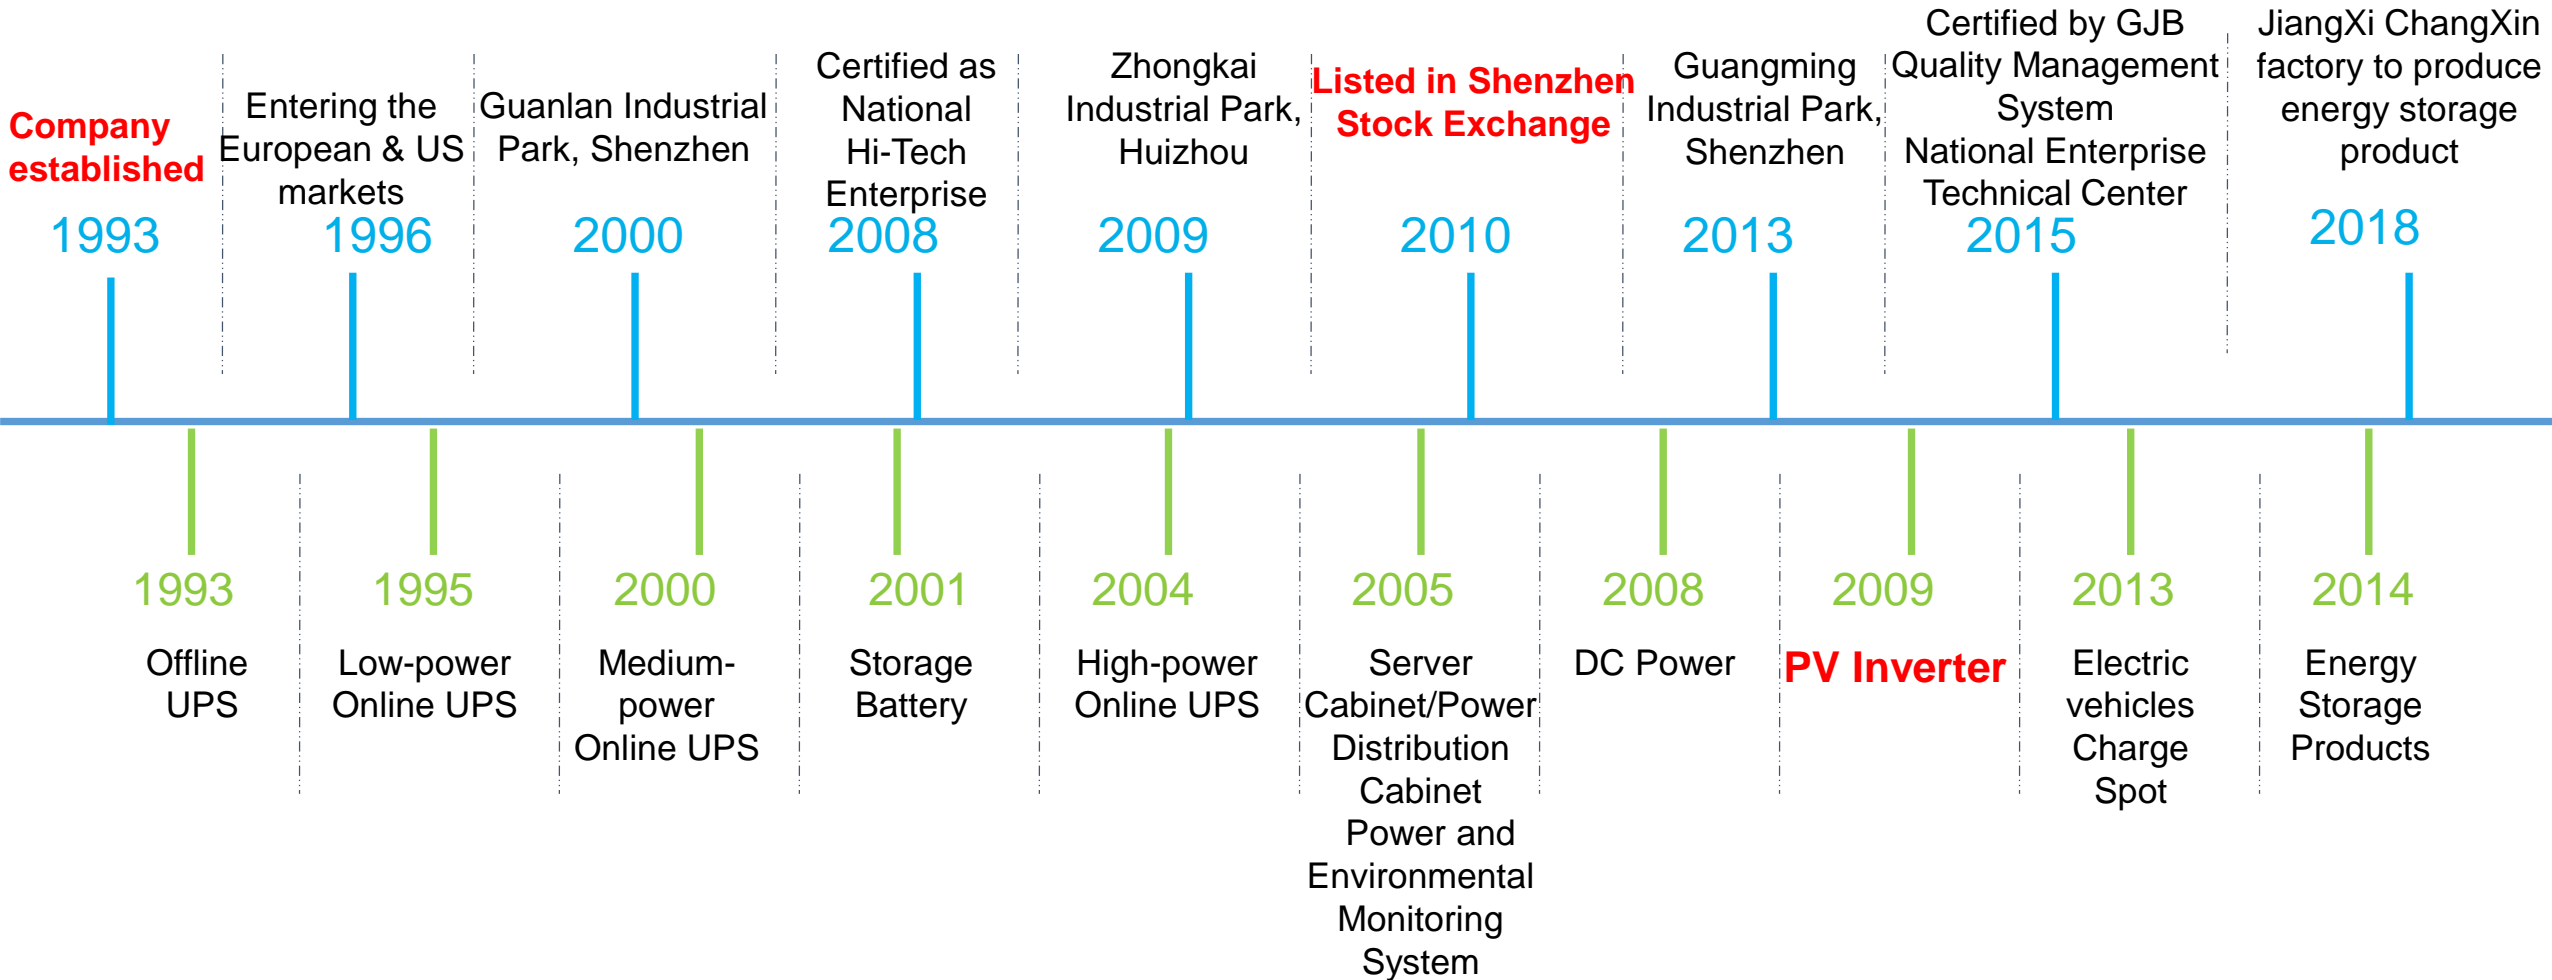 Company
established
1993
Entering the
European & US
markets
1996
Guanlan Industrial
Park, Shenzhen
2000
Certified as
National
Hi-Tech
Enterprise
2008
Zhongkai
Industrial Park,
Huizhou
2009
Listed in Shenzhen
Stock Exchange
2010
Guangming
Industrial Park,
Shenzhen
2013
Certified by GJB
Quality Management
System
National Enterprise
Technical Center
2015
JiangXi ChangXin
factory to produce
energy storage
product
2018
1993
Offline
UPS
1995
Low-power
Online UPS
2000
Medium-
power
Online UPS
2001
Storage
Battery
2004
High-power
Online UPS
2005
Server
Cabinet/Power
Distribution
Cabinet
Power and
Environmental
Monitoring
System
2008
DC Power
2009
PV Inverter
2013
Electric
vehicles
Charge
Spot
2014
Energy
Storage
Products